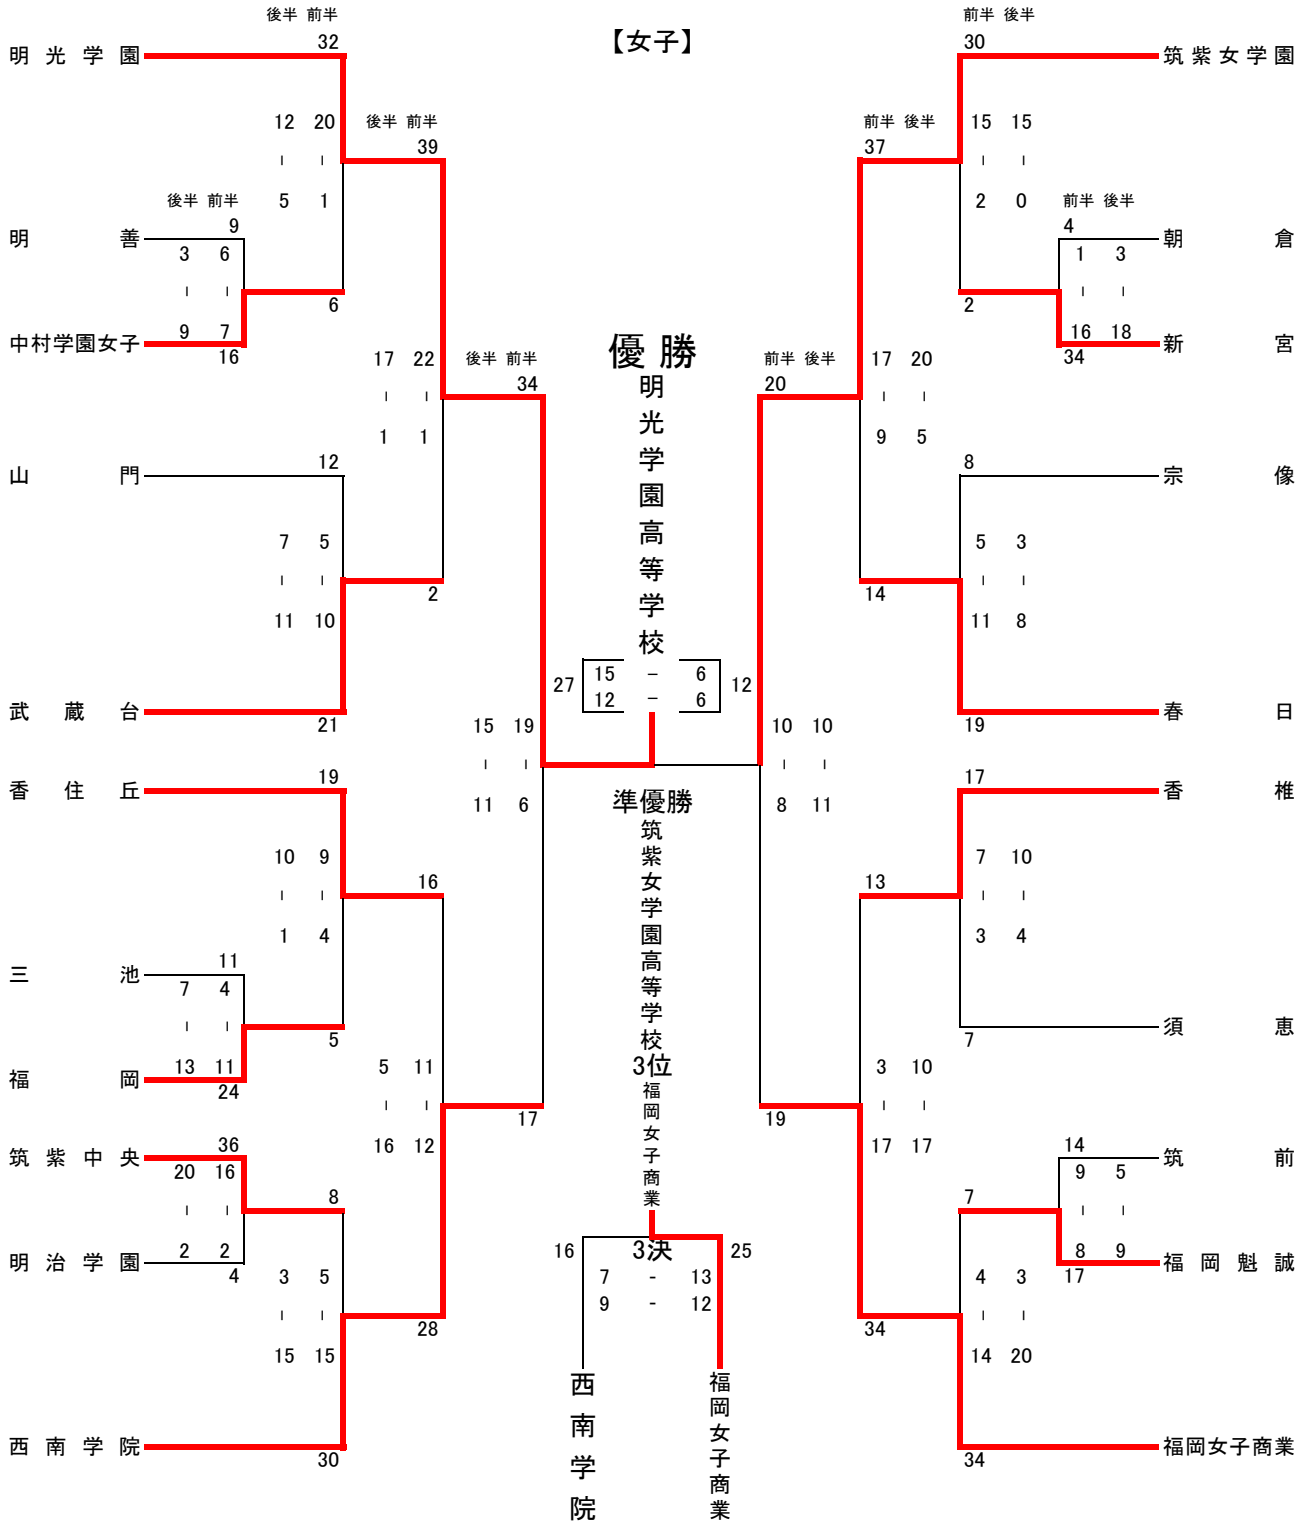 【女子】
後半 前半
前半 後半
32
30
明光学園
筑紫女学園
12 20
- -
5 1
後半 前半
39
前半 後半
37
15 15
- -
2 0
後半 前半
9
明善
3 6
- -
9 7
中村学園女子
16
6
前半 後半
4
朝倉
1 3
- -
16 18
新宮
34
2
優勝
明光学園高等学校
17 22
- -
1 1
後半 前半
34
前半 後半
20
17 20
- -
9 5
12
山門
7 5
- -
11 10
武蔵台
21
2
8
宗像
5 3
- -
11 8
春日
19
14
27
15 - 6
12 - 6
12
15 19
- -
11 6
10 10
- -
8 11
準優勝
筑紫女学園高等学校
19
香住丘
10 9
- -
1 4
16
17
香椎
7 10
- -
3 4
13
11
三池
7 4
- -
13 11
福岡
24
5
須恵
7
3位
福岡女子商業
5 11
- -
16 12
17
3 10
- -
17 17
19
36
筑紫中央
20 16
- -
2 2
明治学園
4
8
14
筑前
9 5
- -
8 9
福岡魁誠
17
7
3 5
- -
15 15
28
4 3
- -
14 20
34
16
3決
25
7 - 13
9 - 12
西南学院
福岡女子商業
西南学院
30
福岡女子商業
34